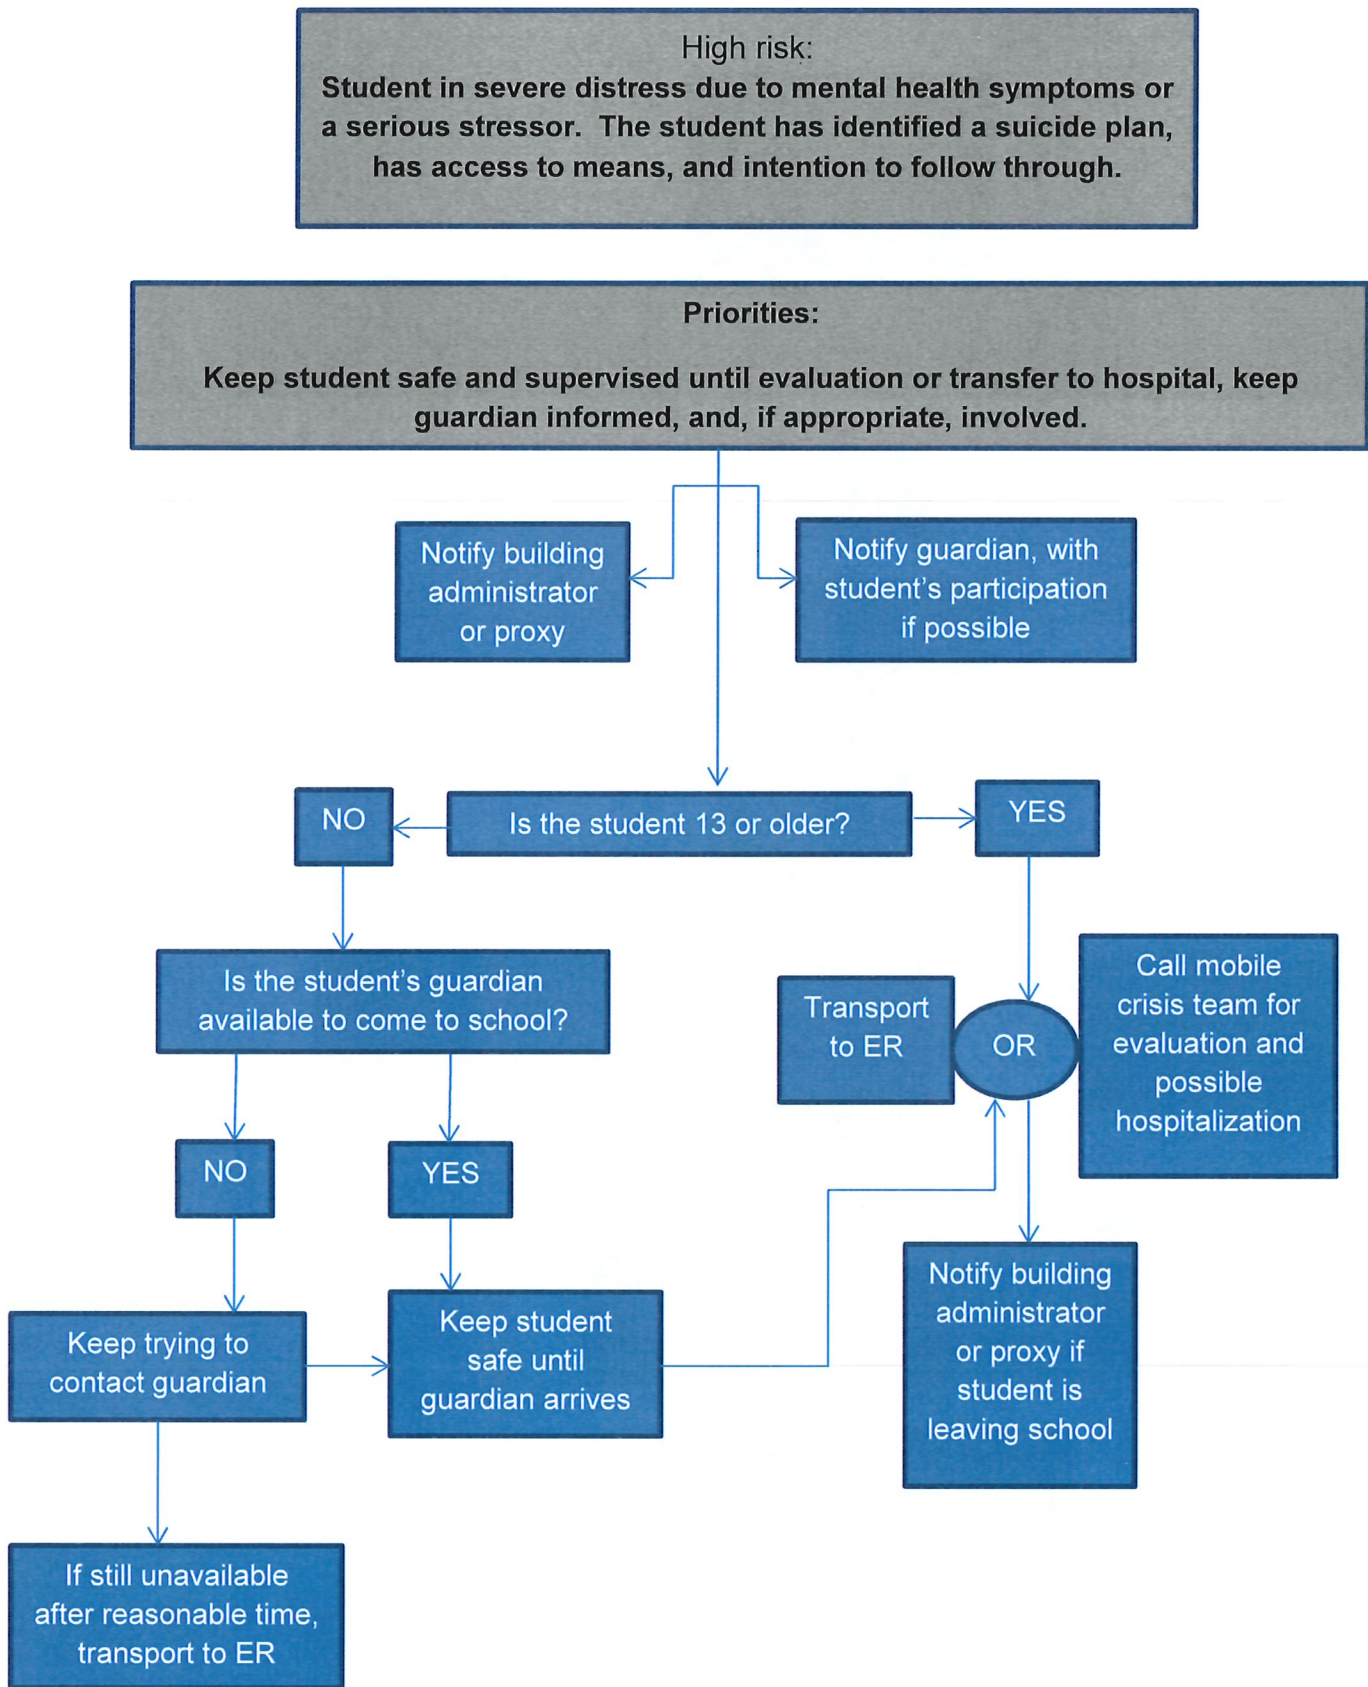 High risk:
Student in severe distress due to mental health symptoms or
a serious stressor.  The student has identified a suicide plan,
has access to means, and intention to follow through.
Priorities:
Keep student safe and supervised until evaluation or transfer to hospital, keep
guardian informed, and, if appropriate, involved.
Notify building
administrator
or proxy
Notify guardian, with
student’s participation
if possible
NO
Is the student 13 or older?
YES
Is the student’s guardian
available to come to school?
Transport
to ER
OR
Call mobile
crisis team for
evaluation and
possible
hospitalization
NO
YES
Keep trying to
contact guardian
Keep student
safe until
guardian arrives
Notify building
administrator
or proxy if
student is
leaving school
If still unavailable
after reasonable time,
transport to ER